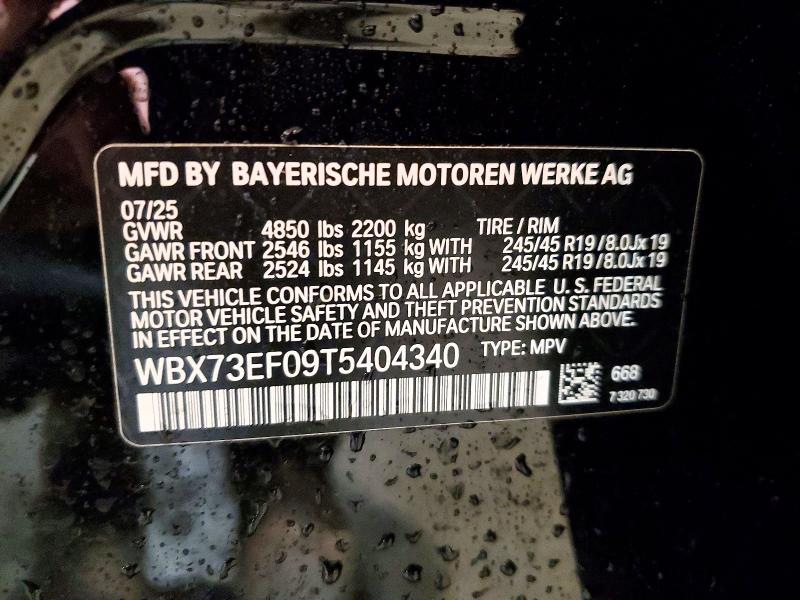 MFD BY BAYERISCHE MOTOREN WERKE AG
07/25
GVWR 4850 lbs 2200 kg TIRE / RIM
GAWR FRONT 2546 lbs 1155 kg WITH 245/45 R19 / 8.0Jx19
GAWR REAR 2524 lbs 1145 kg WITH 245/45 R19 / 8.0Jx19
THIS VEHICLE CONFORMS TO ALL APPLICABLE U.S. FEDERAL
MOTOR VEHICLE SAFETY AND THEFT PREVENTION STANDARDS
IN EFFECT ON THE DATE OF MANUFACTURE SHOWN ABOVE.
WBX73EF09T5404340 TYPE: MPV
668
7 320 730